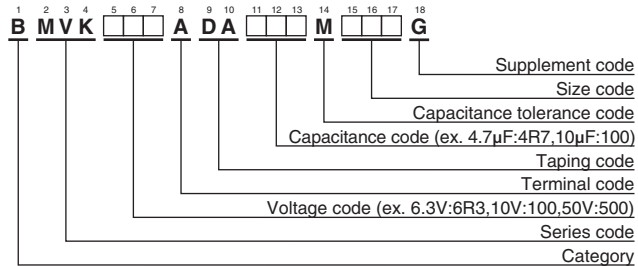 1 2 3 4 5 6 7 8 9 10 11 12 13 14 15 16 17 18
B MVK A DA M G
Supplement code
Size code
Capacitance tolerance code
Capacitance code (ex. 4.7μF:4R7,10μF:100)
Taping code
Terminal code
Voltage code (ex. 6.3V:6R3,10V:100,50V:500)
Series code
Category